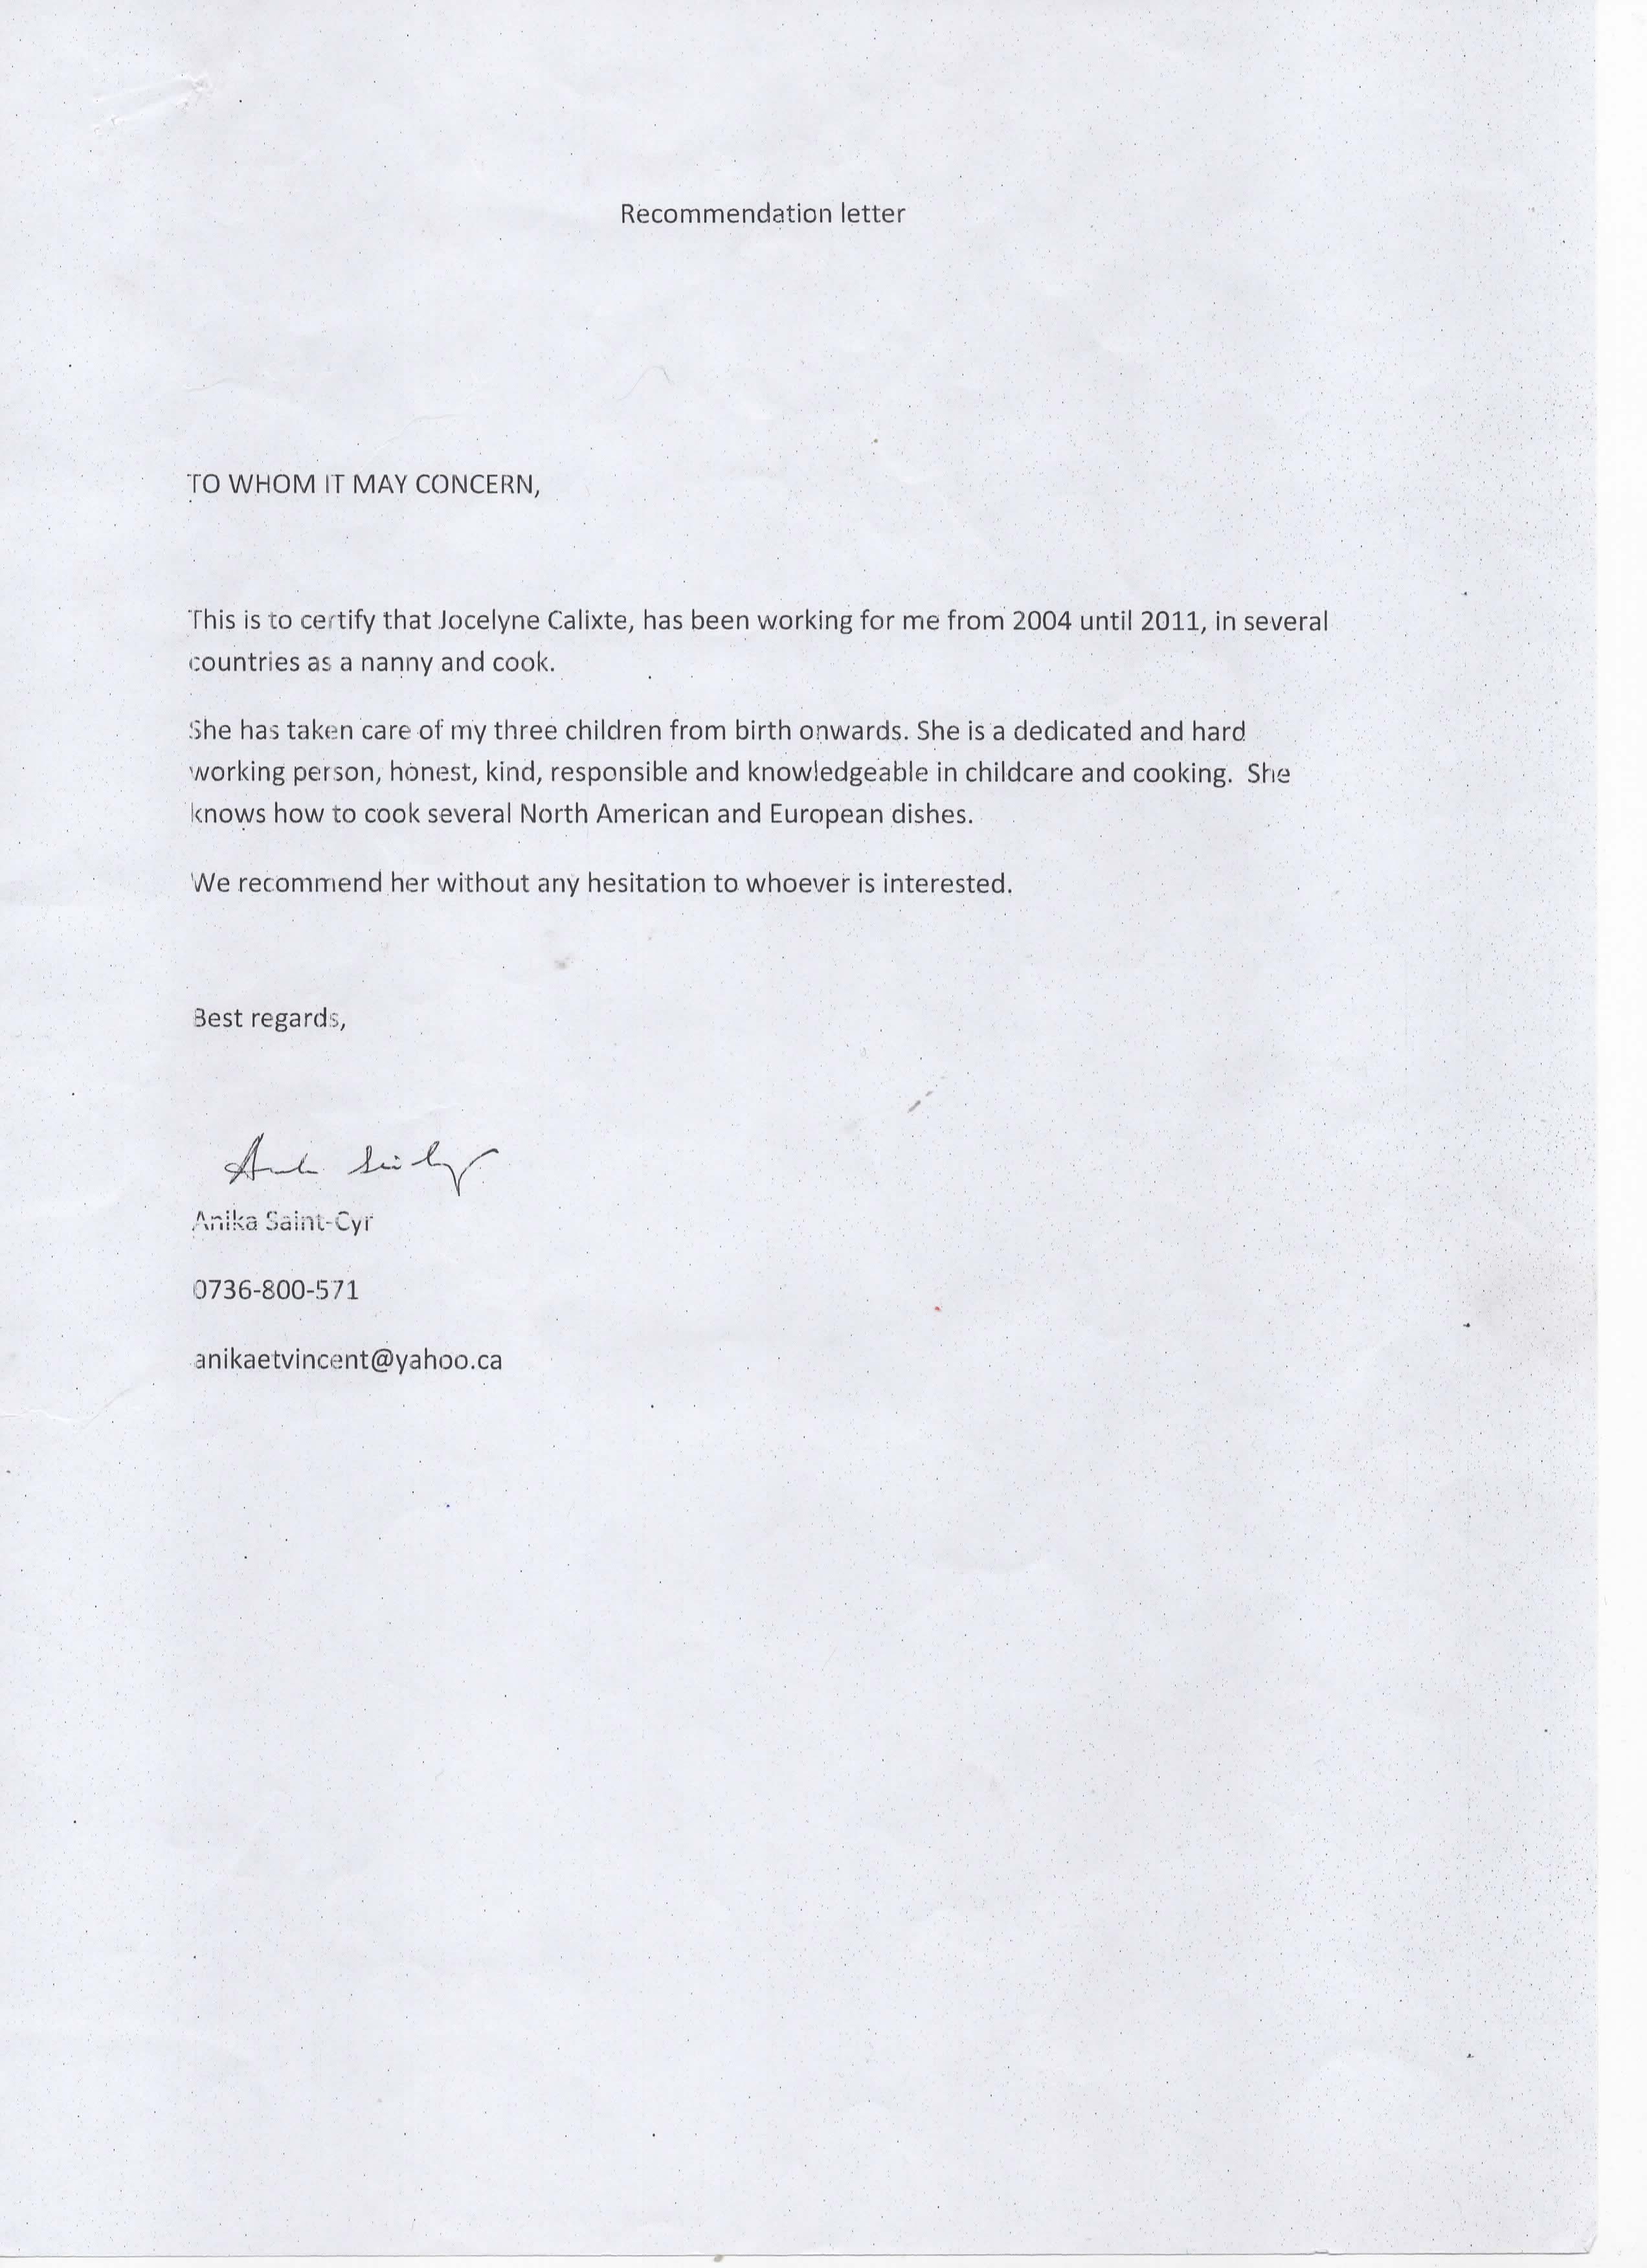 Recommendation letter
TO WHOM IT MAY CONCERN,
This is to certify that Jocelyne Calixte, has been working for me from 2004 until 2011, in several
countries as a nanny and cook.
She has taken care of my three children from birth onwards. She is a dedicated and hard
working person, honest, kind, responsible and knowledgeable in childcare and cooking.  She
knows how to cook several North American and European dishes.
We recommend her without any hesitation to whoever is interested.
Best regards,
Anika Saint-Cyr
0736-800-571
anikaetvincent@yahoo.ca